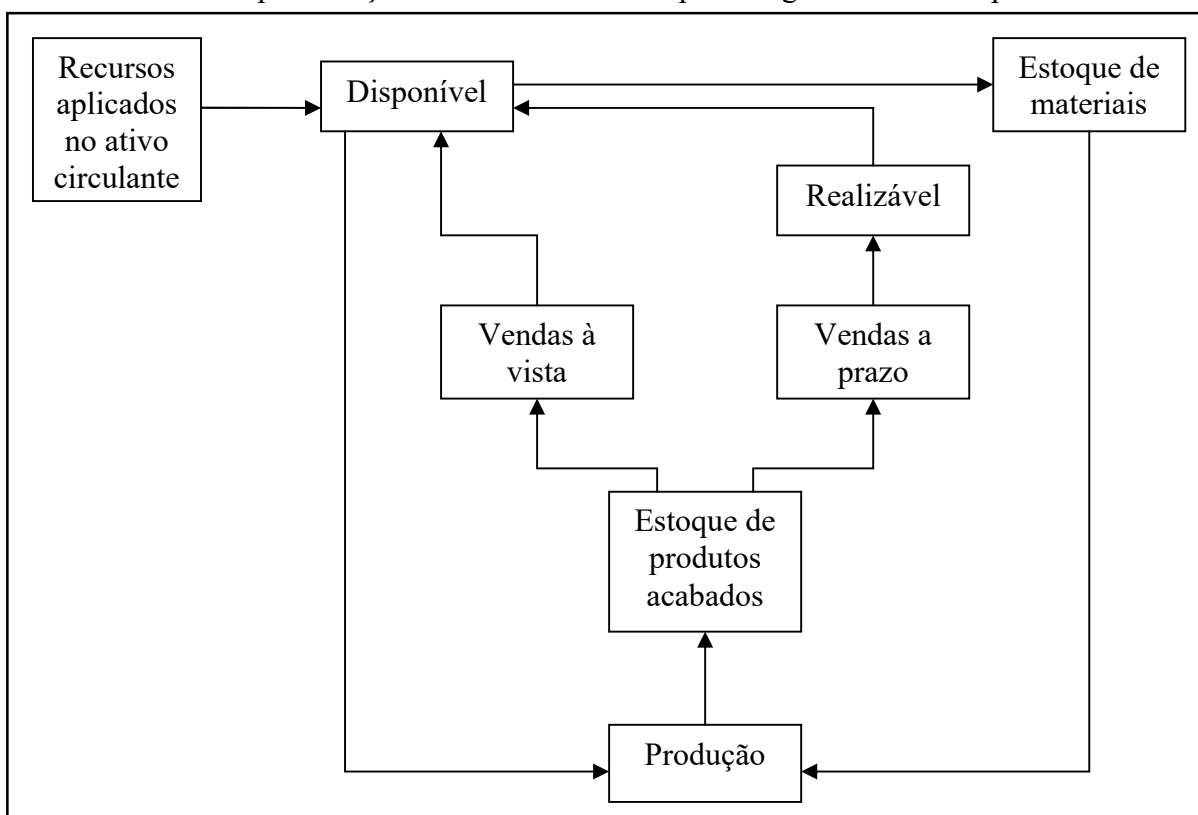 Recursos
aplicados
no ativo
circulante
Disponível
Estoque de
materiais
Realizável
Vendas à
vista
Vendas a
prazo
Estoque de
produtos
acabados
Produção